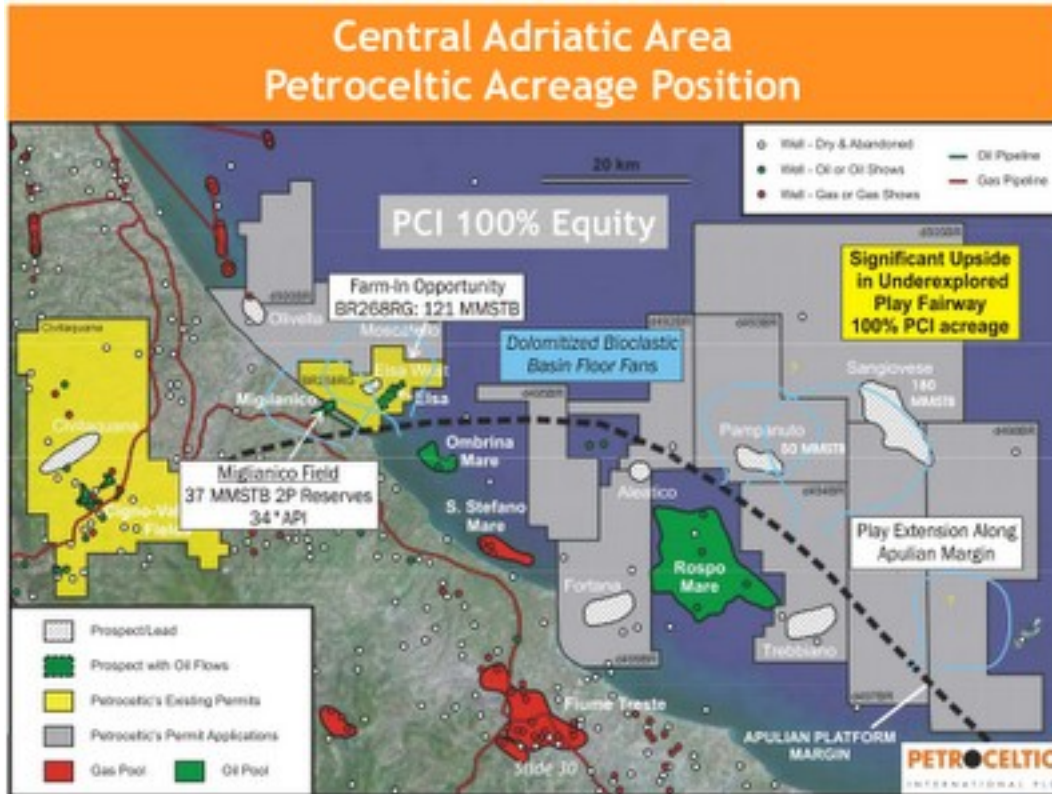 Central Adriatic Area
Petroceltic Acreage Position
Well - Dry & Abandoned
Well - Oil or Oil Shows
Well - Gas or Gas Shows
Oil Pipeline
Gas Pipeline
20 km
PCI 100% Equity
Significant Upside
in Underexplored
Play Fairway
100% PCI acreage
Farm-In Opportunity
BR268RG: 121 MMSTB
Olivella
Civitaquana
BR268RG
Elsa West
Elsa
Miglianico
Dolomitized Bioclastic
Basin Floor Fans
Sangiovese
180
MMSTB
Civitaquana
Pampanuto
50 MMSTB
Ombrina
Mare
Aleatico
Miglianico Field
37 MMSTB 2P Reserves
34°API
S. Stefano
Mare
Play Extension Along
Apulian Margin
Rospo
Mare
Fortana
Trebbiano
Prospect/Lead
Prospect with Oil Flows
Petroceltic's Existing Permits
Petroceltic's Permit Applications
Gas Pool
Oil Pool
Fiume Treste
APULIAN PLATFORM
MARGIN
Slide 30
PETROCELTIC